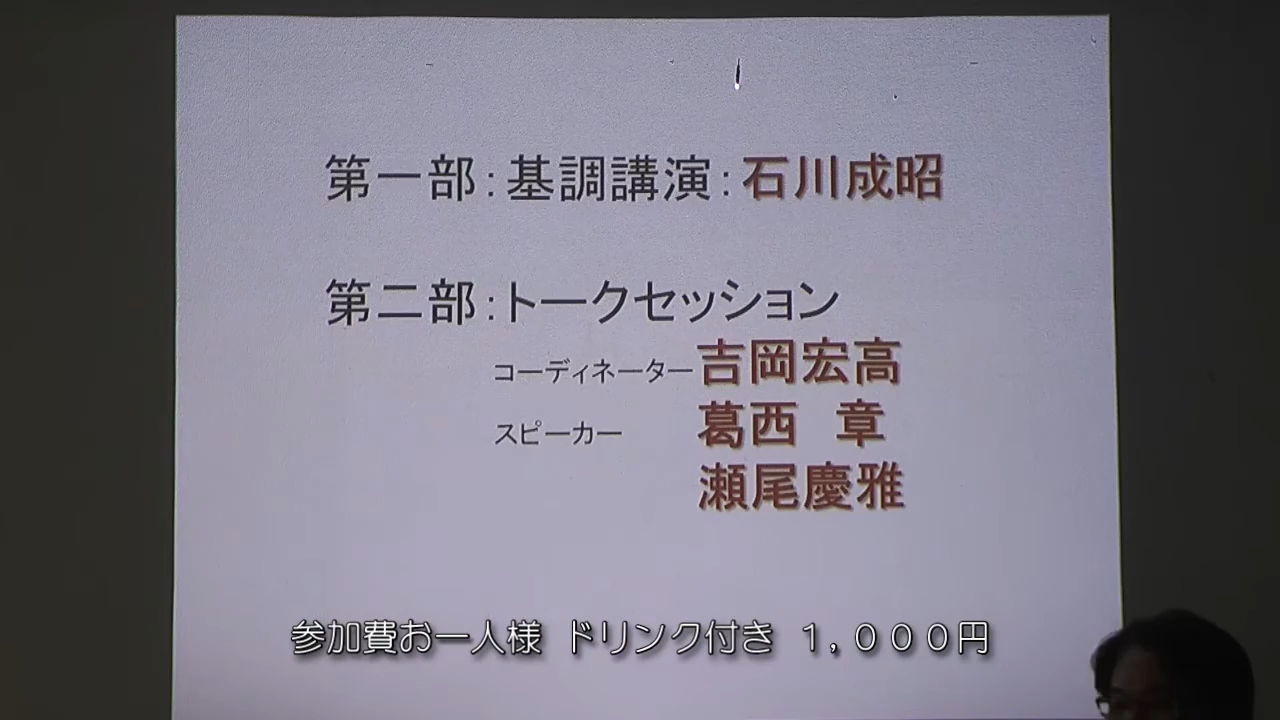 第一部：基調講演：石川成昭
第二部：トークセッション
コーディネーター 吉岡宏高
スピーカー 葛西 章
瀬尾慶雅
参加費お一人様 ドリンク付き １，０００円